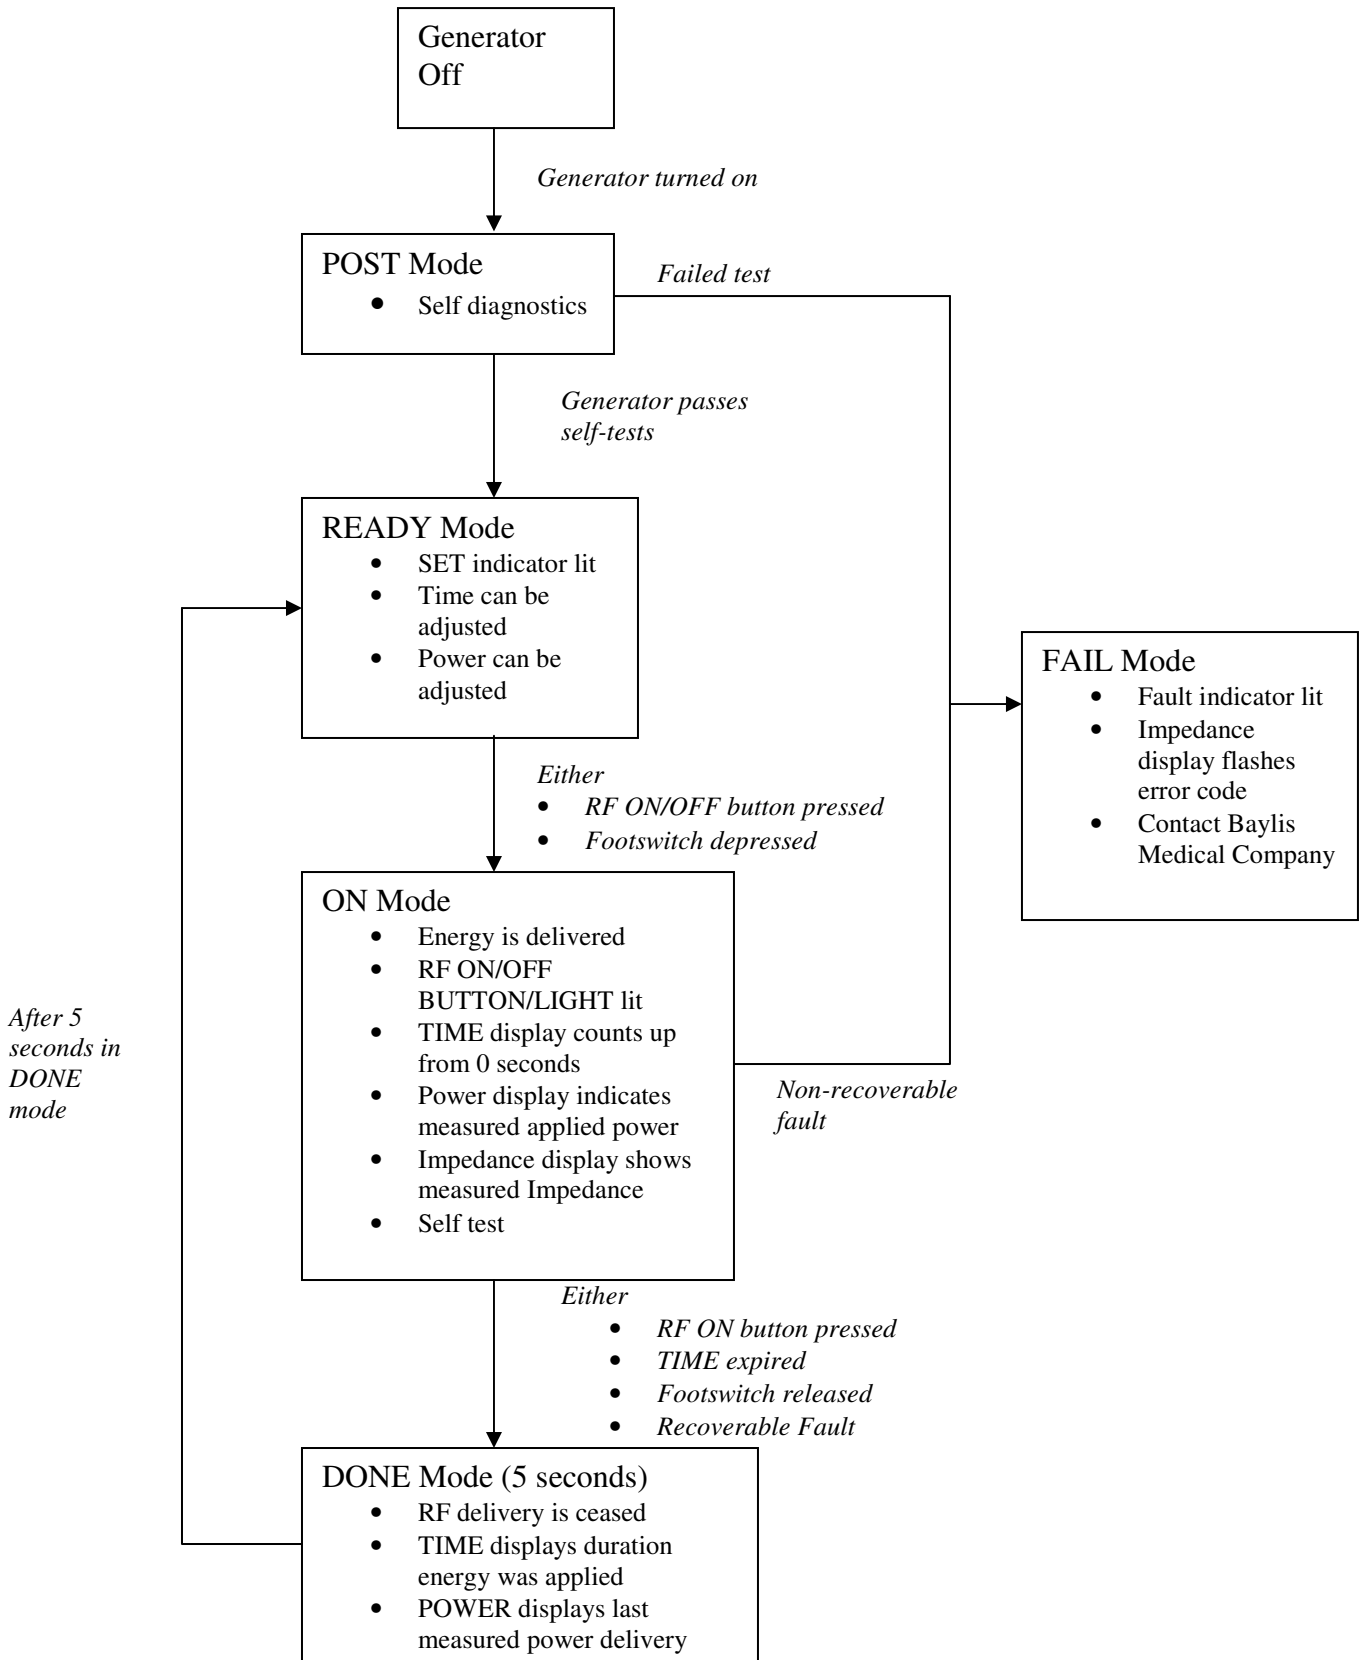 Generator
Off
Generator turned on
POST Mode
• Self diagnostics
Failed test
Generator passes
self-tests
READY Mode
• SET indicator lit
• Time can be
adjusted
• Power can be
adjusted
FAIL Mode
• Fault indicator lit
• Impedance
display flashes
error code
• Contact Baylis
Medical Company
Either
• RF ON/OFF button pressed
• Footswitch depressed
ON Mode
• Energy is delivered
• RF ON/OFF
BUTTON/LIGHT lit
• TIME display counts up
from 0 seconds
• Power display indicates
measured applied power
• Impedance display shows
measured Impedance
• Self test
After 5
seconds in
DONE
mode
Non-recoverable
fault
Either
• RF ON button pressed
• TIME expired
• Footswitch released
• Recoverable Fault
DONE Mode (5 seconds)
• RF delivery is ceased
• TIME displays duration
energy was applied
• POWER displays last
measured power delivery